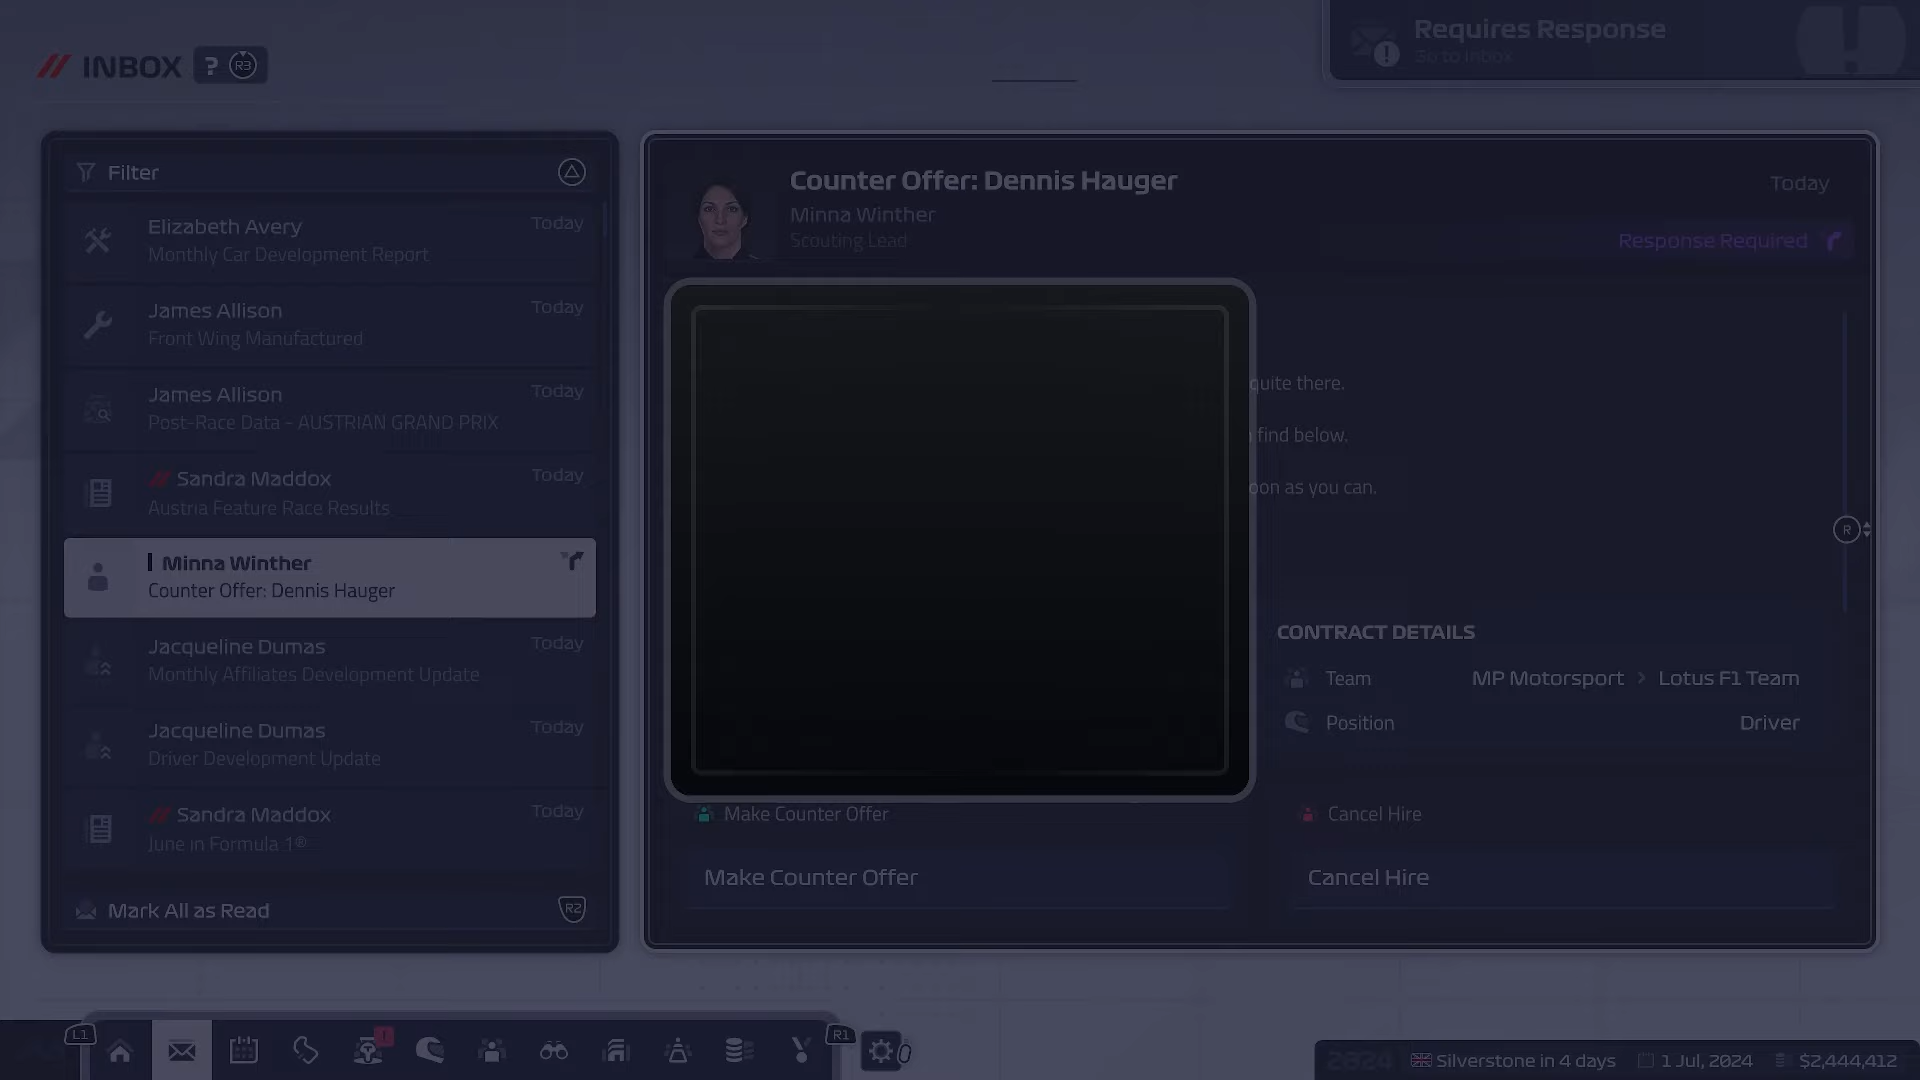 INBOX
?
R3
Requires Response
Go to Inbox
Filter
Elizabeth Avery
Today
Monthly Car Development Report
James Allison
Today
Front Wing Manufactured
James Allison
Today
Post-Race Data - AUSTRIAN GRAND PRIX
Sandra Maddox
Today
Austria Feature Race Results
Minna Winther
Counter Offer: Dennis Hauger
Jacqueline Dumas
Today
Monthly Affiliates Development Update
Jacqueline Dumas
Today
Driver Development Update
Sandra Maddox
Today
June in Formula 1®
Mark All as Read
R2
Counter Offer: Dennis Hauger
Today
Minna Winther
Scouting Lead
Response Required
quite there.
find below.
oon as you can.
R
CONTRACT DETAILS
Team
MP Motorsport > Lotus F1 Team
Position
Driver
Make Counter Offer
Cancel Hire
Make Counter Offer
Cancel Hire
L1
R1
2024
Silverstone in 4 days
1 Jul, 2024
$2,444,412